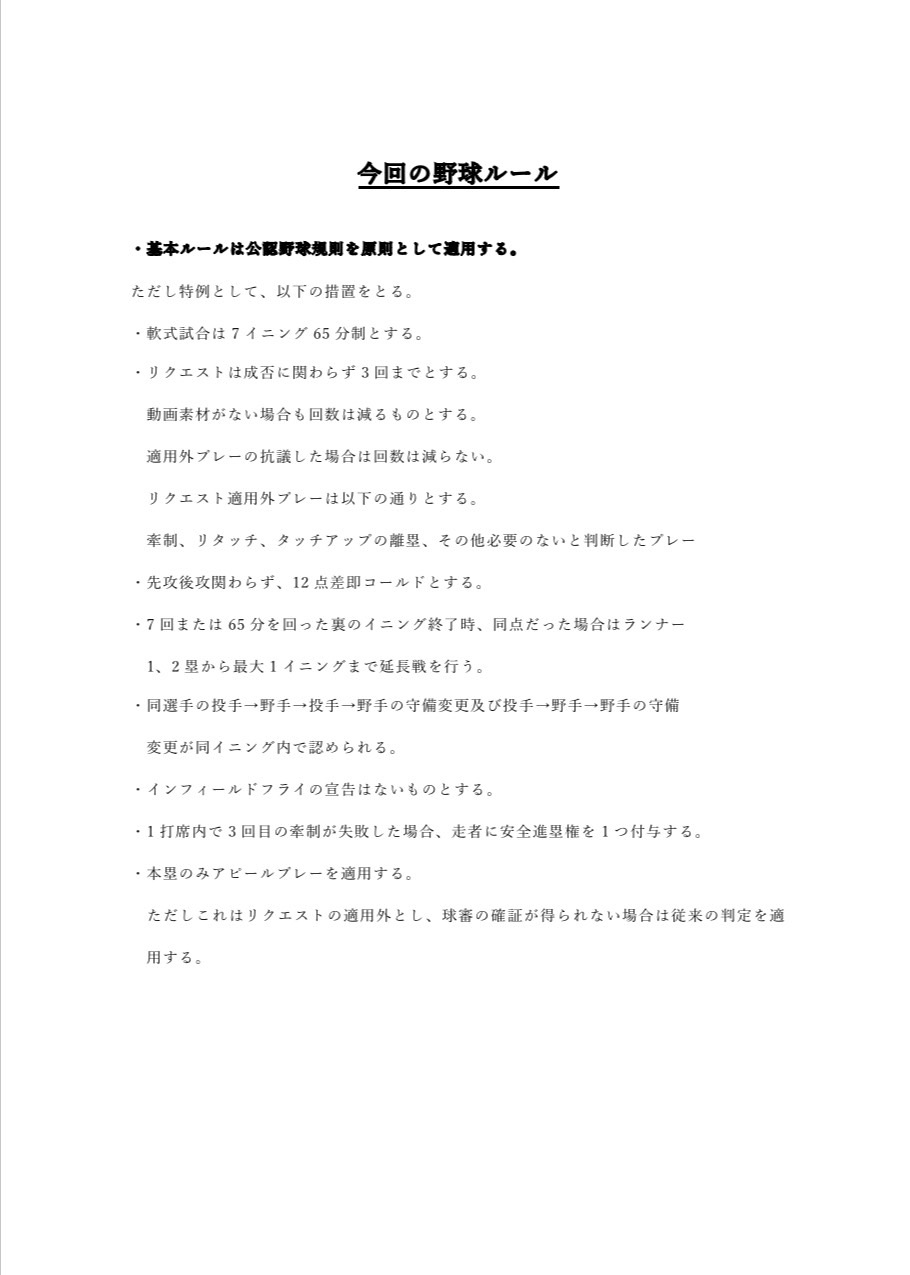 今回の野球ルール
・基本ルールは公認野球規則を原則として適用する。
ただし特例として、以下の措置をとる。
・軟式試合は 7 イニング 65 分制とする。
・リクエストは成否に関わらず 3 回までとする。
動画素材がない場合も回数は減るものとする。
適用外プレーの抗議した場合は回数は減らない。
リクエスト適用外プレーは以下の通りとする。
牽制、リタッチ、タッチアップの離塁、その他必要のないと判断したプレー
・先攻後攻関わらず、12 点差即コールドとする。
・7 回または 65 分を回った裏のイニング終了時、同点だった場合はランナー
1、2 塁から最大 1 イニングまで延長戦を行う。
・同選手の投手→野手→投手→野手の守備変更及び投手→野手→野手の守備
変更が同イニング内で認められる。
・インフィールドフライの宣告はないものとする。
・1 打席内で 3 回目の牽制が失敗した場合、走者に安全進塁権を 1 つ付与する。
・本塁のみアピールプレーを適用する。
ただしこれはリクエストの適用外とし、球審の確証が得られない場合は従来の判定を適
用する。